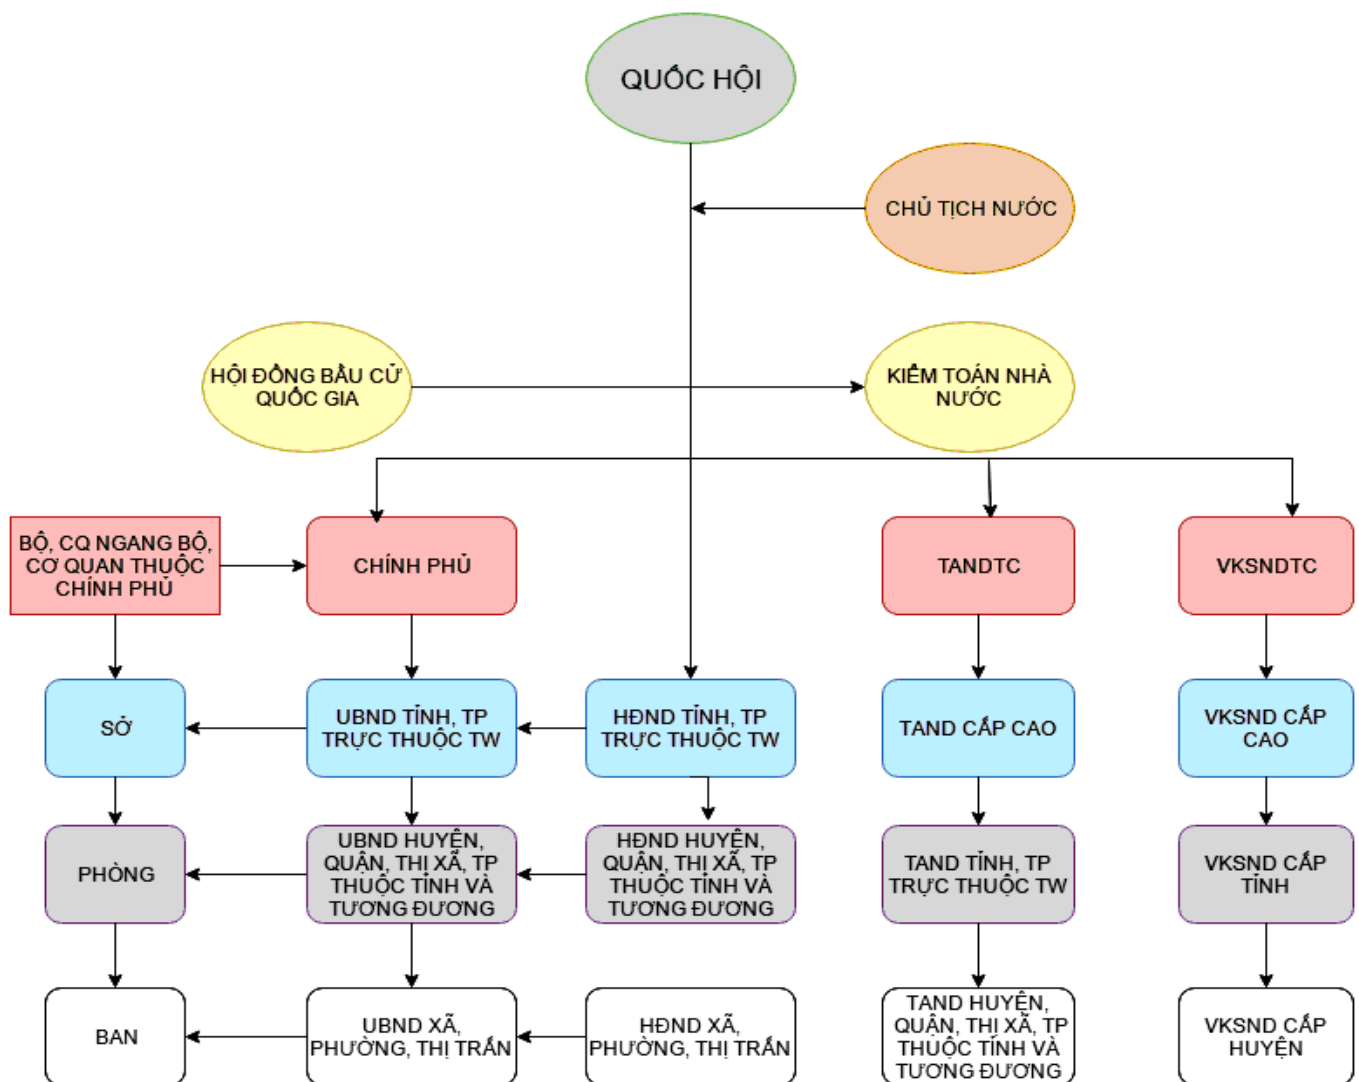 QUỐC HỘI
CHỦ TỊCH NƯỚC
HỘI ĐỒNG BẦU CỬ
QUỐC GIA
KIỂM TOÁN NHÀ
NƯỚC
BỘ, CQ NGANG BỘ,
CƠ QUAN THUỘC
CHÍNH PHỦ
CHÍNH PHỦ
TANDTC
VKSNDTC
SỞ
UBND TỈNH, TP
TRỰC THUỘC TW
HĐND TỈNH, TP
TRỰC THUỘC TW
TAND CẤP CAO
VKSND CẤP
CAO
PHÒNG
UBND HUYỆN,
QUẬN, THỊ XÃ, TP
THUỘC TỈNH VÀ
TƯƠNG ĐƯƠNG
HĐND HUYỆN,
QUẬN, THỊ XÃ, TP
THUỘC TỈNH VÀ
TƯƠNG ĐƯƠNG
TAND TỈNH, TP
TRỰC THUỘC TW
VKSND CẤP
TỈNH
BAN
UBND XÃ,
PHƯỜNG, THỊ TRẤN
HĐND XÃ,
PHƯỜNG, THỊ TRẤN
TAND HUYỆN,
QUẬN, THỊ XÃ, TP
THUỘC TỈNH VÀ
TƯƠNG ĐƯƠNG
VKSND CẤP
HUYỆN